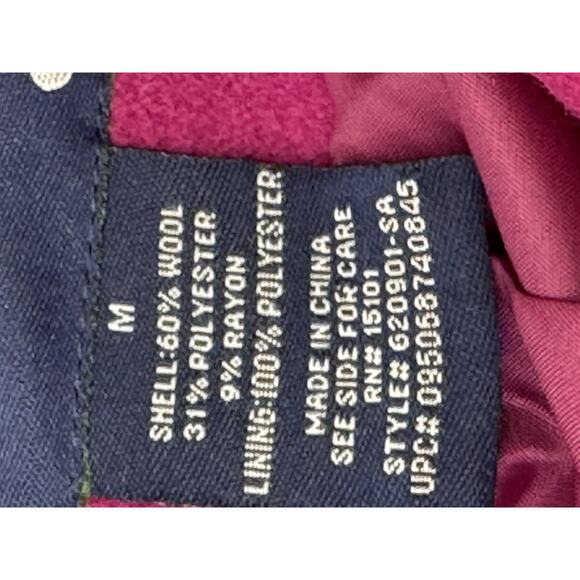 M
SHELL:60% WOOL
31% POLYESTER
9% RAYON
LINING:100% POLYESTER
MADE IN CHINA
SEE SIDE FOR CARE
RN# 15101
STYLE# 620901-SA
UPC# 095068740845